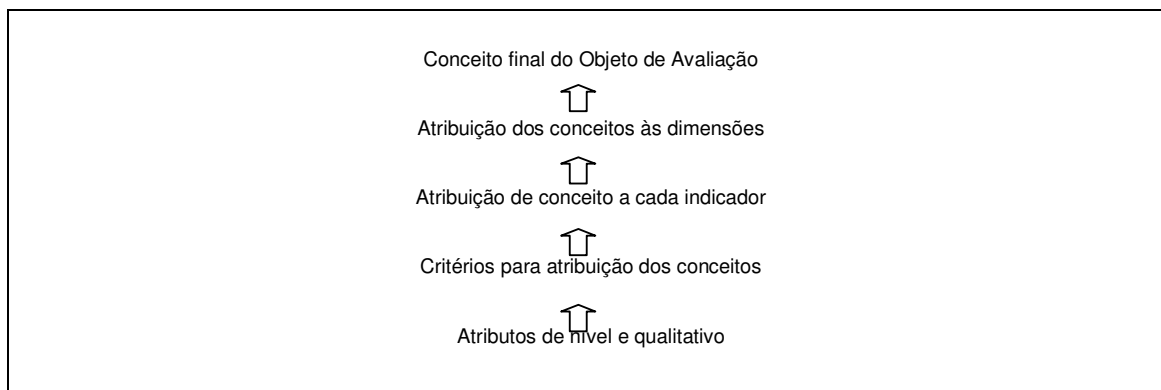 Conceito final do Objeto de Avaliação
Atribuição dos conceitos às dimensões
Atribuição de conceito a cada indicador
Critérios para atribuição dos conceitos
Atributos de nível e qualitativo